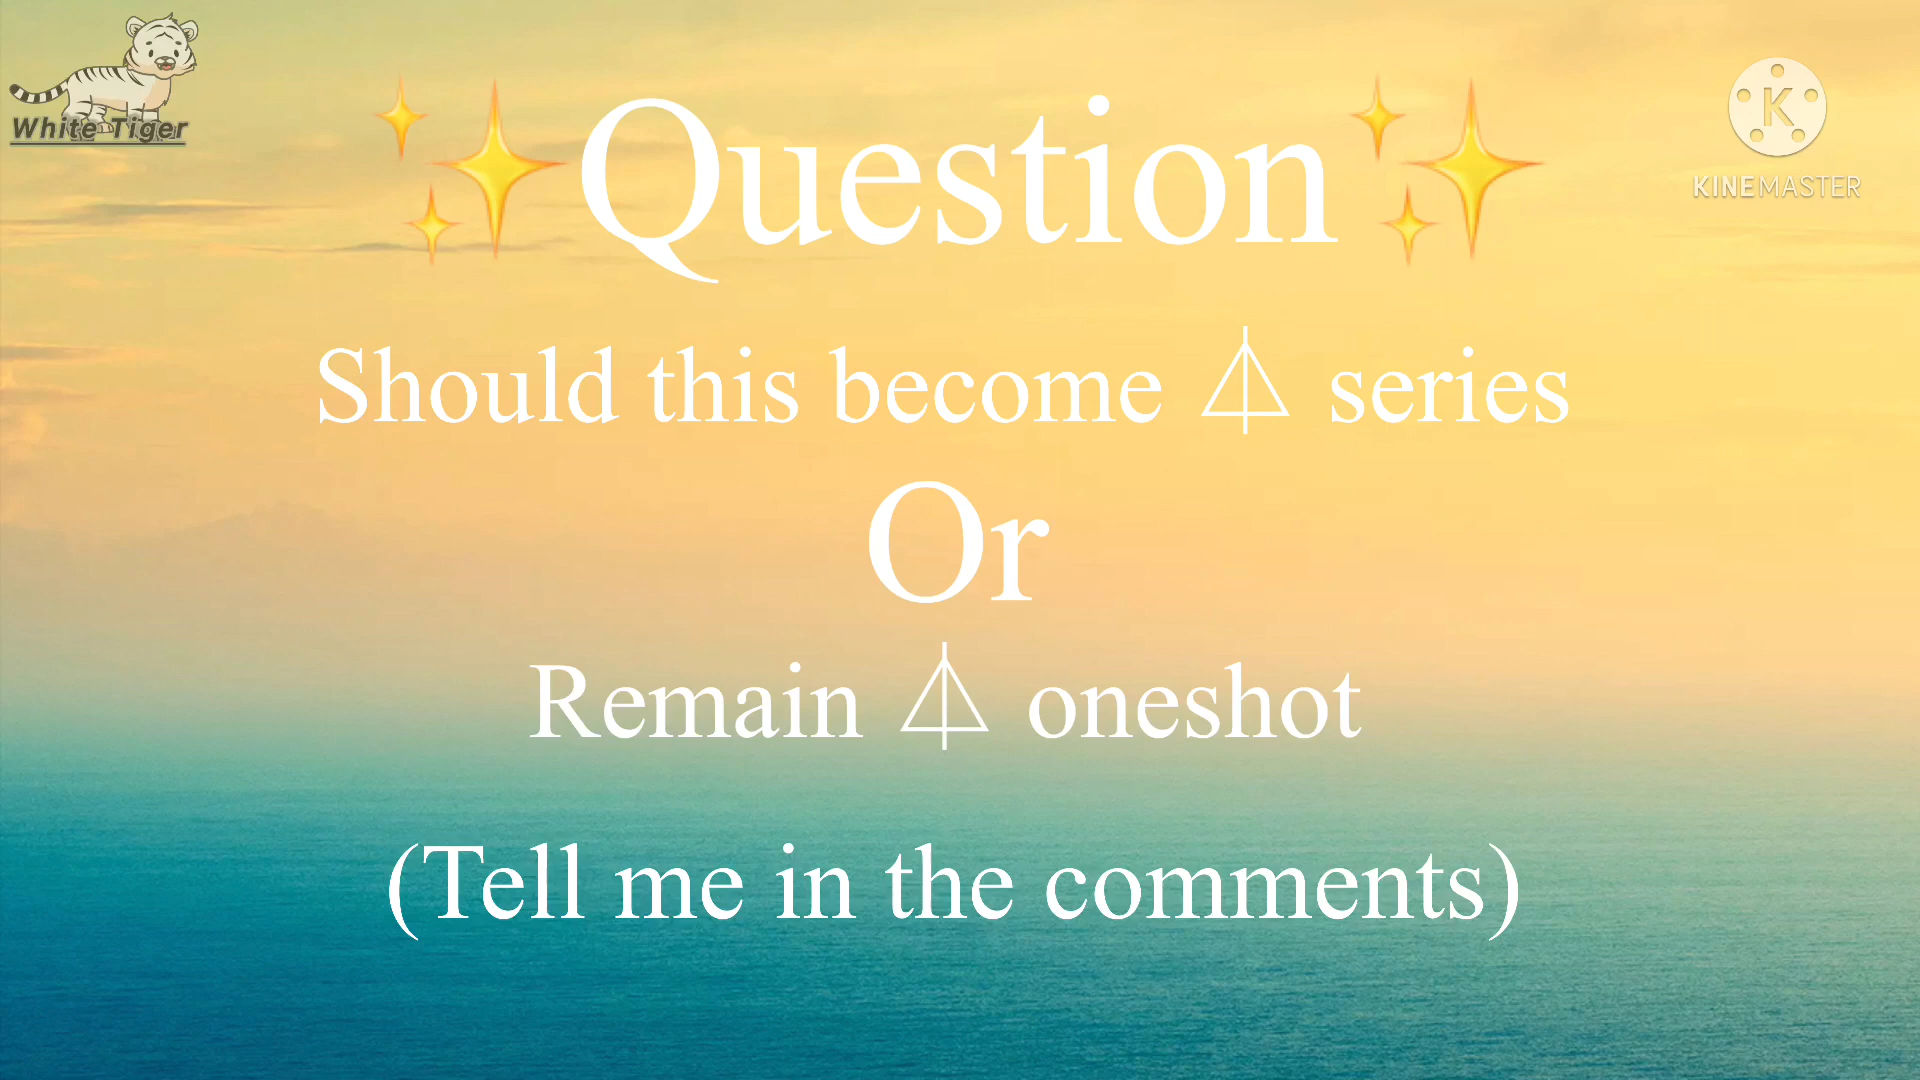 White Tiger
KINEMASTER
✨Question✨
Should this become ⍋ series
Or
Remain ⍋ oneshot
(Tell me in the comments)